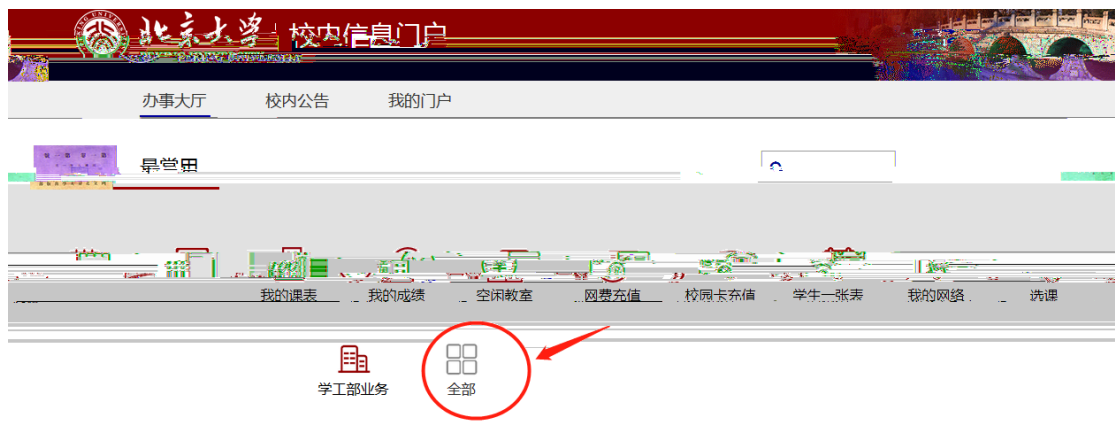 北京大学 校内信息门户
办事大厅 校内公告 我的门户
最常用
我的课表 我的成绩 空闲教室 网费充值 校园卡充值 学生一张表 我的网络 选课
学工部业务 全部